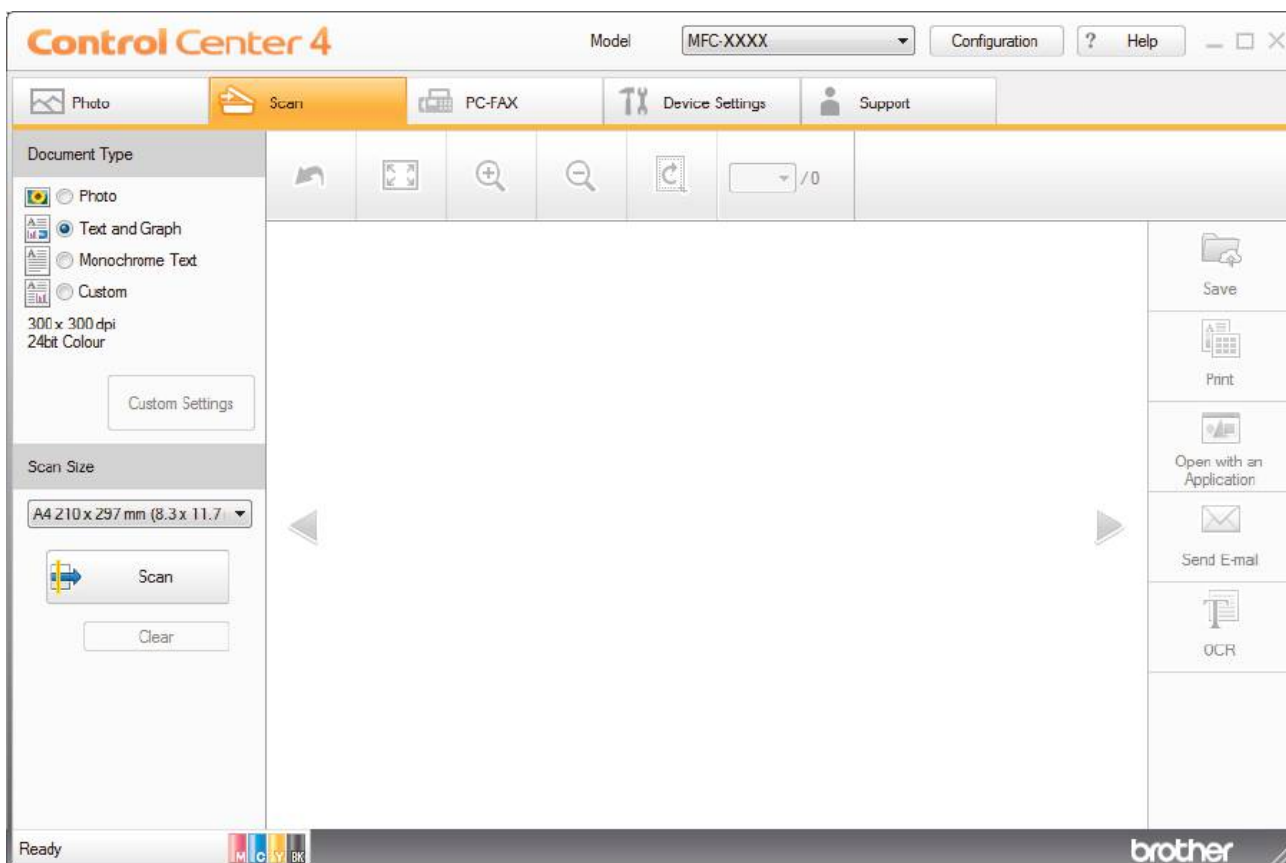 Control Center 4
Model
MFC-XXXX
Configuration
? Help
Photo
Scan
PC-FAX
Device Settings
Support
Document Type
Photo
Text and Graph
Monochrome Text
Custom
300 x 300 dpi
24bit Colour
Custom Settings
Scan Size
A4 210 x 297 mm (8.3 x 11.7
Scan
Clear
/ 0
Save
Print
Open with an
Application
Send E-mail
OCR
Ready
M C Y BK
brother